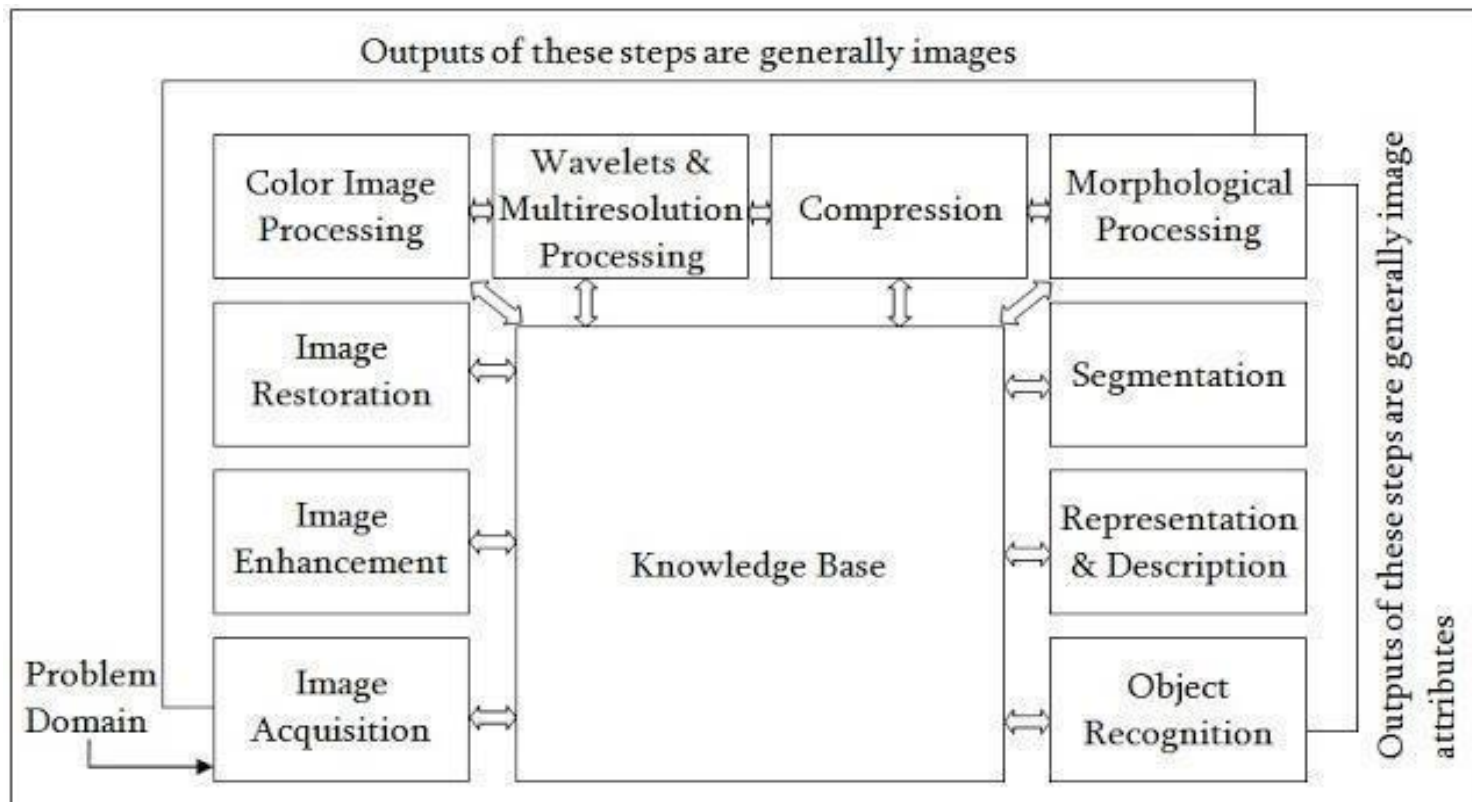 Outputs of these steps are generally images
Color Image
Processing
Wavelets &
Multiresolution
Processing
Compression
Morphological
Processing
Image
Restoration
Segmentation
Image
Enhancement
Knowledge Base
Representation
& Description
Problem
Domain
Image
Acquisition
Object
Recognition
Outputs of these steps are generally image
attributes